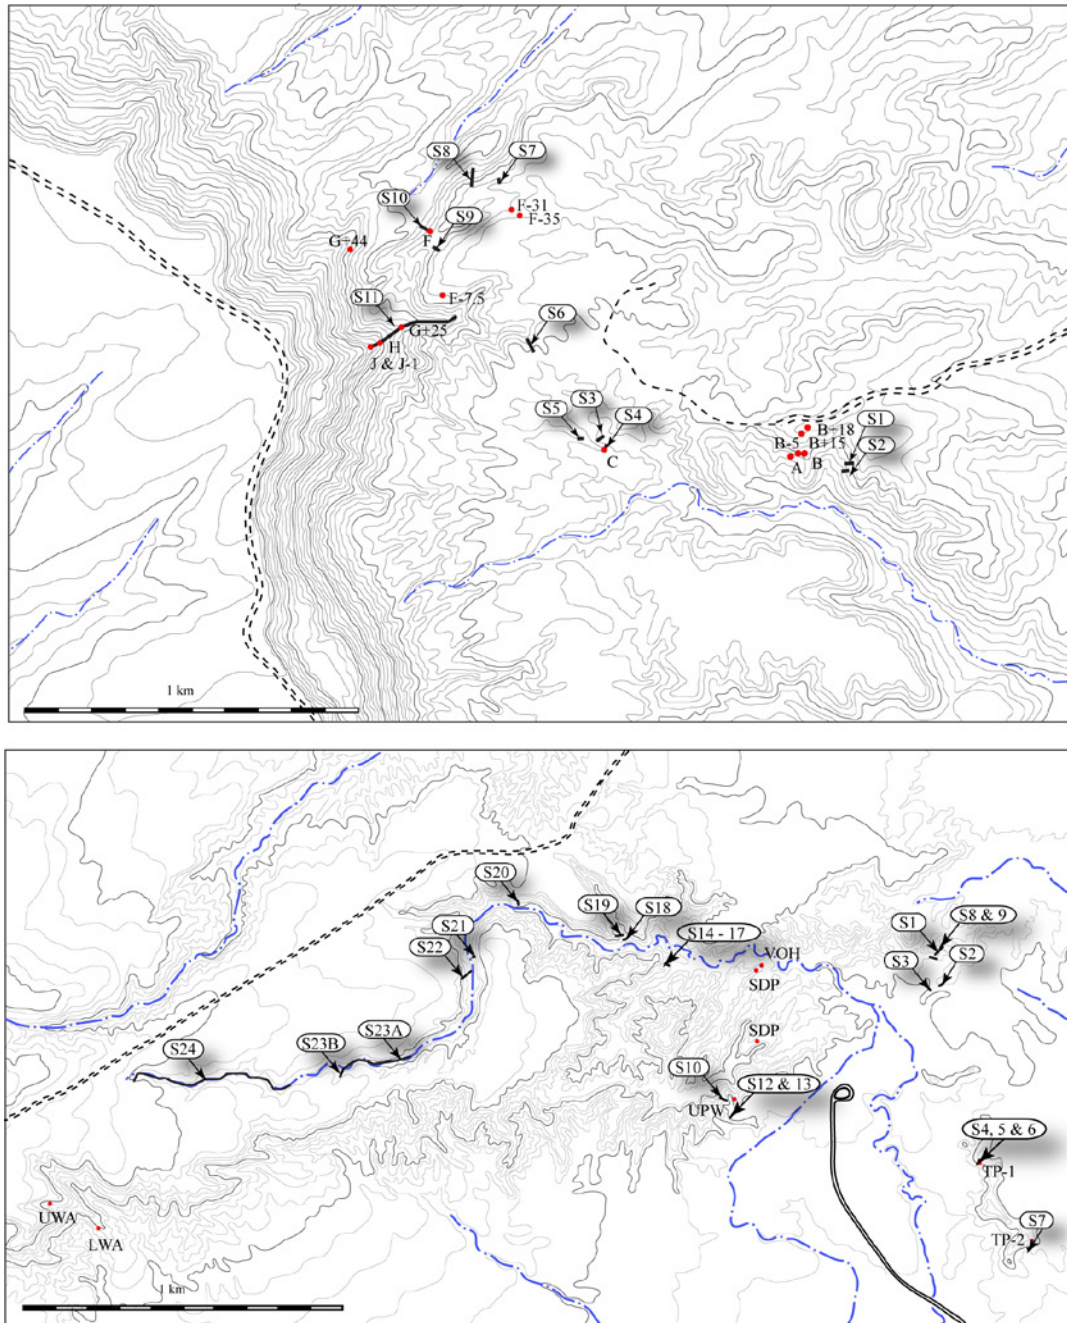 S8
S7
S10
F-31
S9
F-35
F
G+44
S11
F-7.5
G+25
S6
H
J & J-1
S3
S5
S4
B+18
S1
B-5
B+15
S2
C
A
B
1 km
S20
S19
S18
S21
S14 - 17
S1
S8 & 9
S22
VOH
S3
S2
SDP
SDP
S24
S23B
S23A
S10
S12 & 13
UPW
S4, 5 & 6
TP-1
UWA
S7
LWA
TP-2
1 km